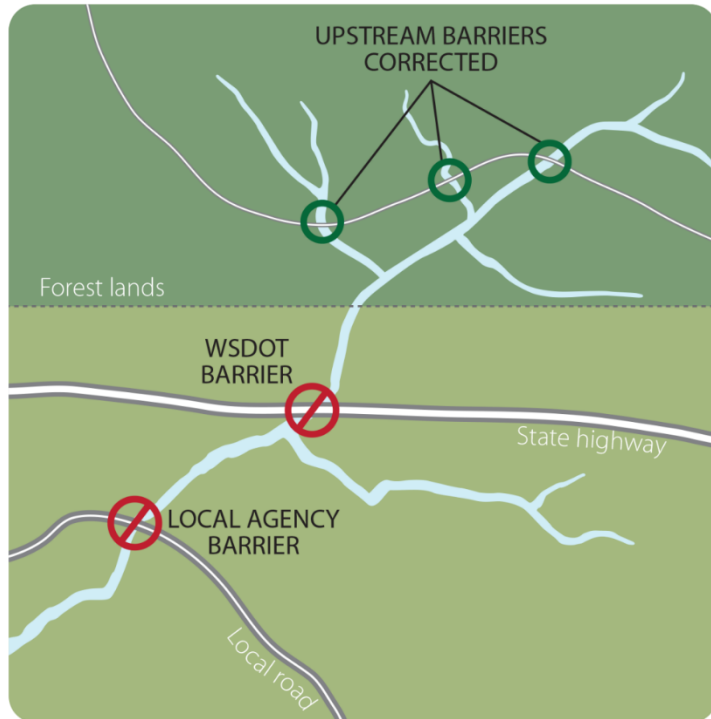 UPSTREAM BARRIERS
CORRECTED
Forest lands
WSDOT
BARRIER
State highway
LOCAL AGENCY
BARRIER
Local road